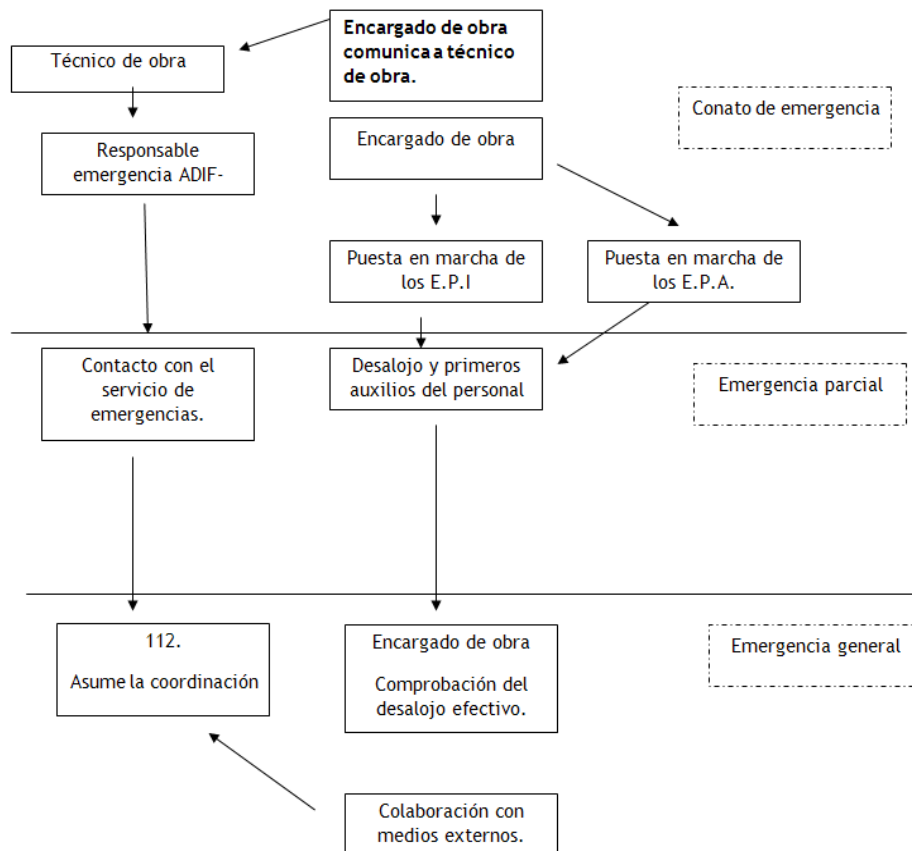 Encargado de obra
comunica a técnico
de obra.
Técnico de obra
Conato de emergencia
Encargado de obra
Responsable
emergencia ADIF-
Puesta en marcha de
los E.P.I
Puesta en marcha de
los E.P.A.
Contacto con el
servicio de
emergencias.
Desalojo y primeros
auxilios del personal
Emergencia parcial
112.
Asume la coordinación
Encargado de obra
Comprobación del
desalojo efectivo.
Emergencia general
Colaboración con
medios externos.